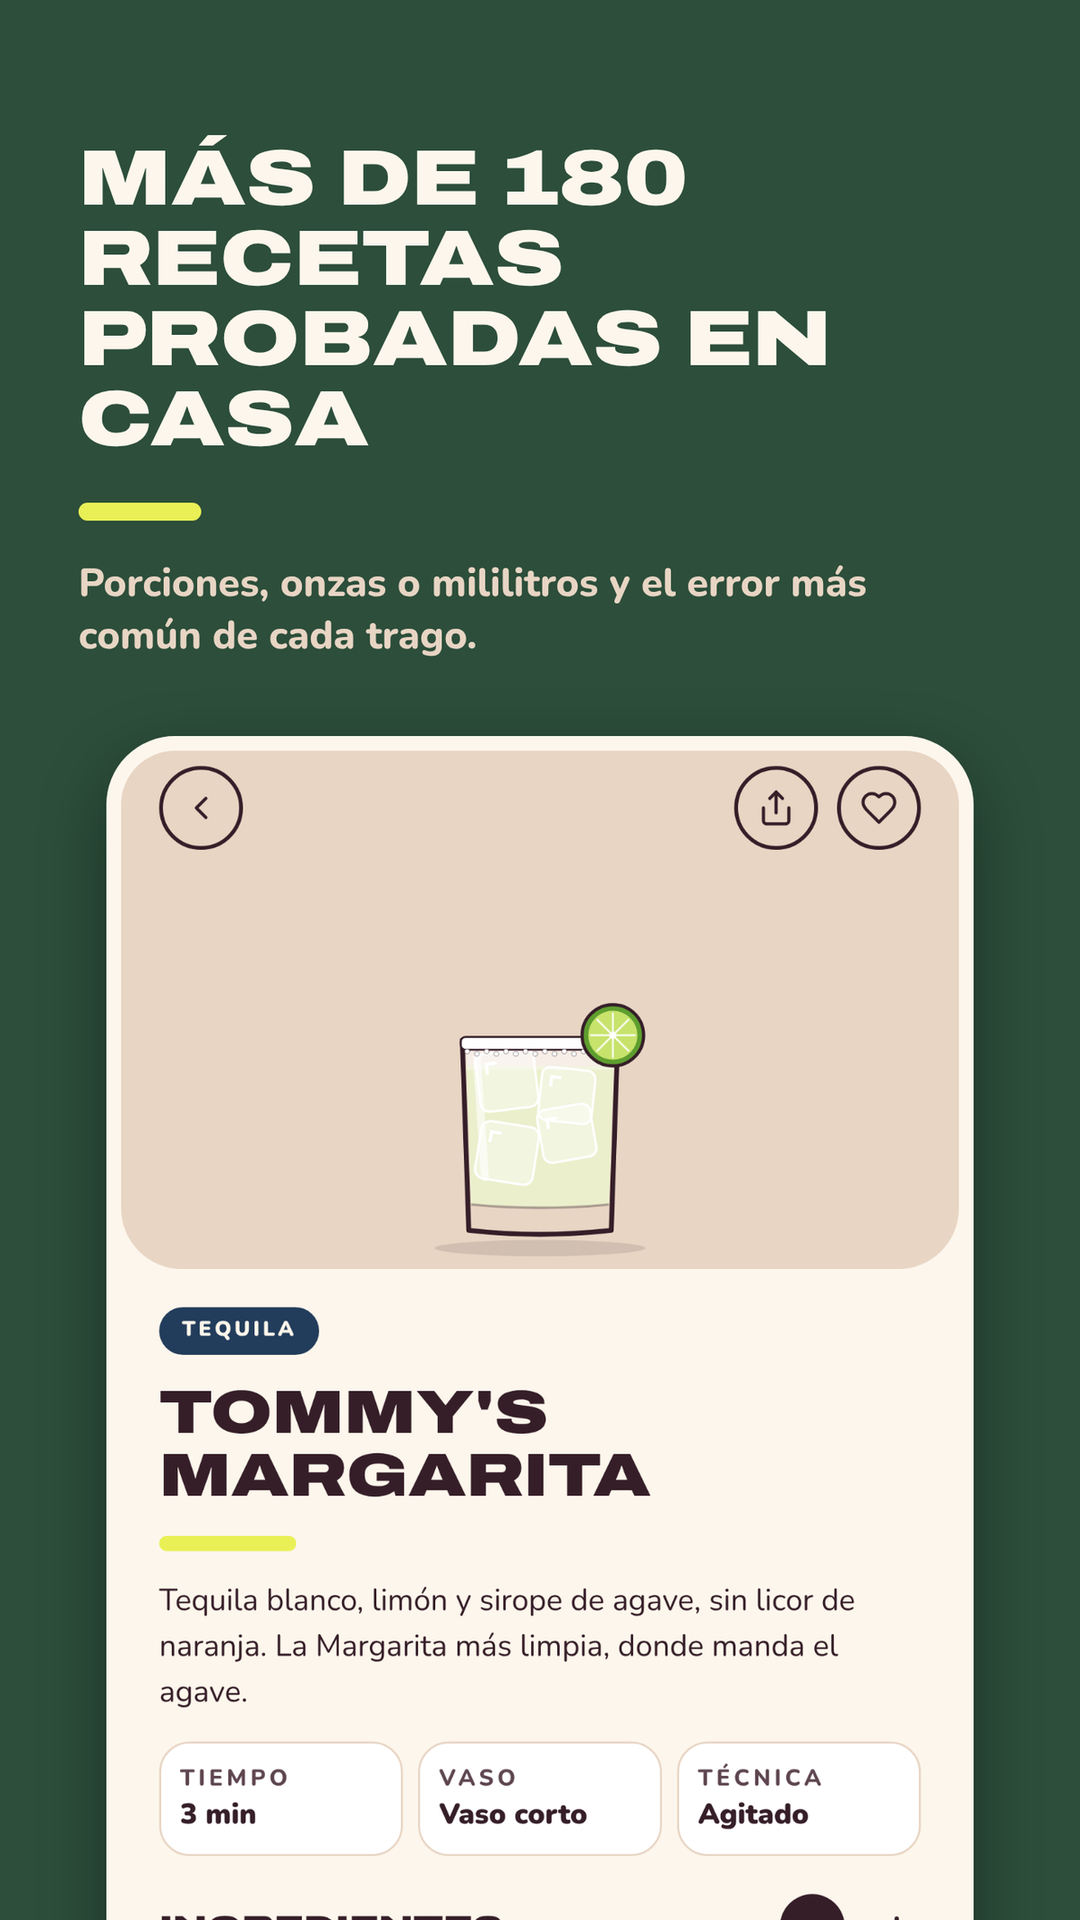 MÁS DE 180
RECETAS
PROBADAS EN
CASA
Porciones, onzas o mililitros y el error más
común de cada trago.
TEQUILA
TOMMY'S
MARGARITA
Tequila blanco, limón y sirope de agave, sin licor de
naranja. La Margarita más limpia, donde manda el
agave.
TIEMPO
3 min
VASO
Vaso corto
TÉCNICA
Agitado